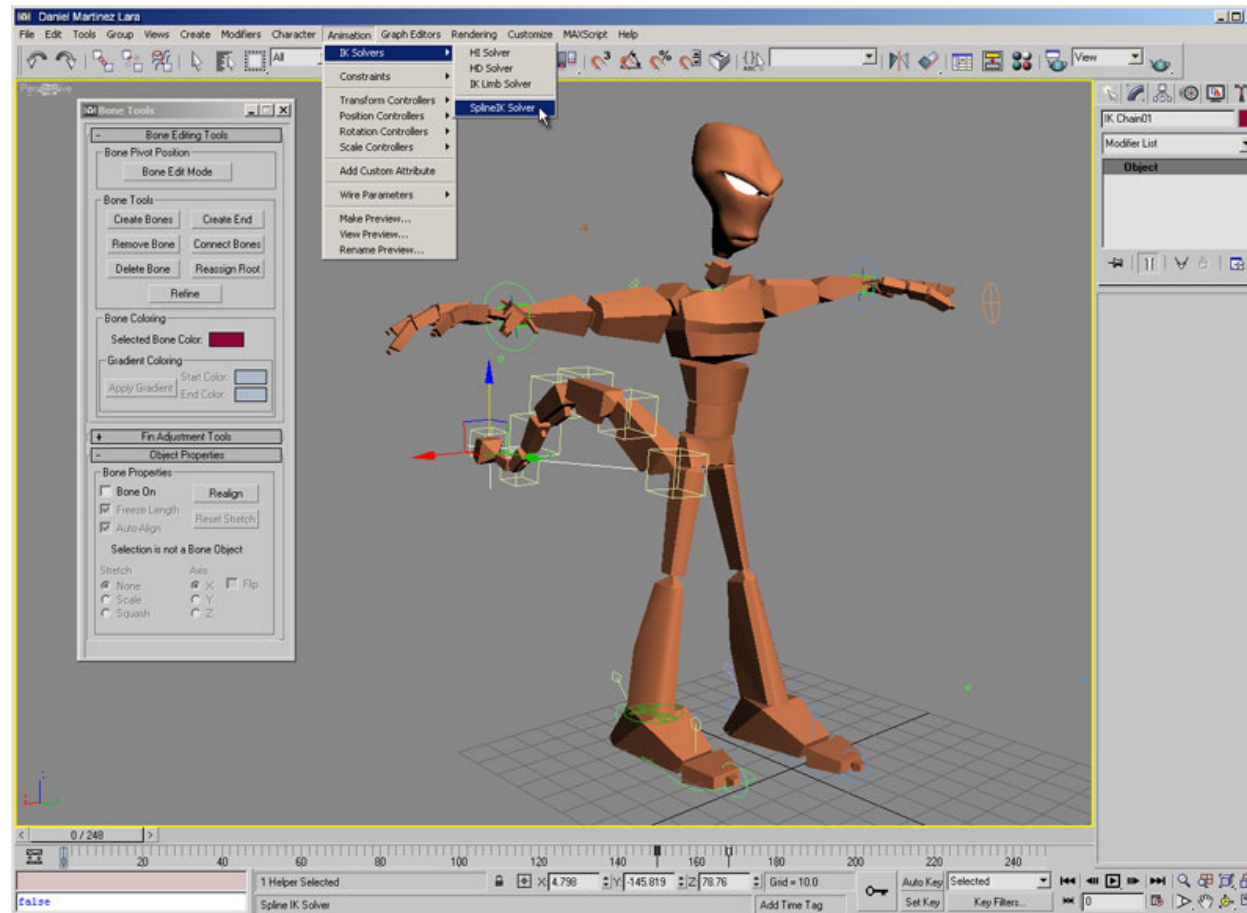 Daniel Martinez Lara
File Edit Tools Group Views Create Modifiers Character Animation Graph Editors Rendering Customize MAXScript Help
All
View
Perspective
IK Solvers
Constraints
Transform Controllers
Position Controllers
Rotation Controllers
Scale Controllers
Add Custom Attribute
Wire Parameters
Make Preview...
View Preview...
Rename Preview...
HI Solver
HD Solver
IK Limb Solver
SplineIK Solver
Bone Tools
- Bone Editing Tools
Bone Pivot Position
Bone Edit Mode
Bone Tools
Create Bones Create End
Remove Bone Connect Bones
Delete Bone Reassign Root
Refine
Bone Coloring
Selected Bone Color:
Gradient Coloring
Apply Gradient
Start Color:
End Color:
+ Fin Adjustment Tools
- Object Properties
Bone Properties
Bone On Realign
Freeze Length
Reset Stretch
Auto-Align
Selection is not a Bone Object
Stretch Axis
None X Flip
Scale Y
Squash Z
IK Chain01
Modifier List
Object
< 0 / 248 >
0 20 40 60 80 100 120 140 160 180 200 220 240
1 Helper Selected X: 4.798 Y: -145.819 Z: 78.76 Grid = 10.0 Auto Key Selected
false Spline IK Solver Add Time Tag Set Key Key Filters... 0